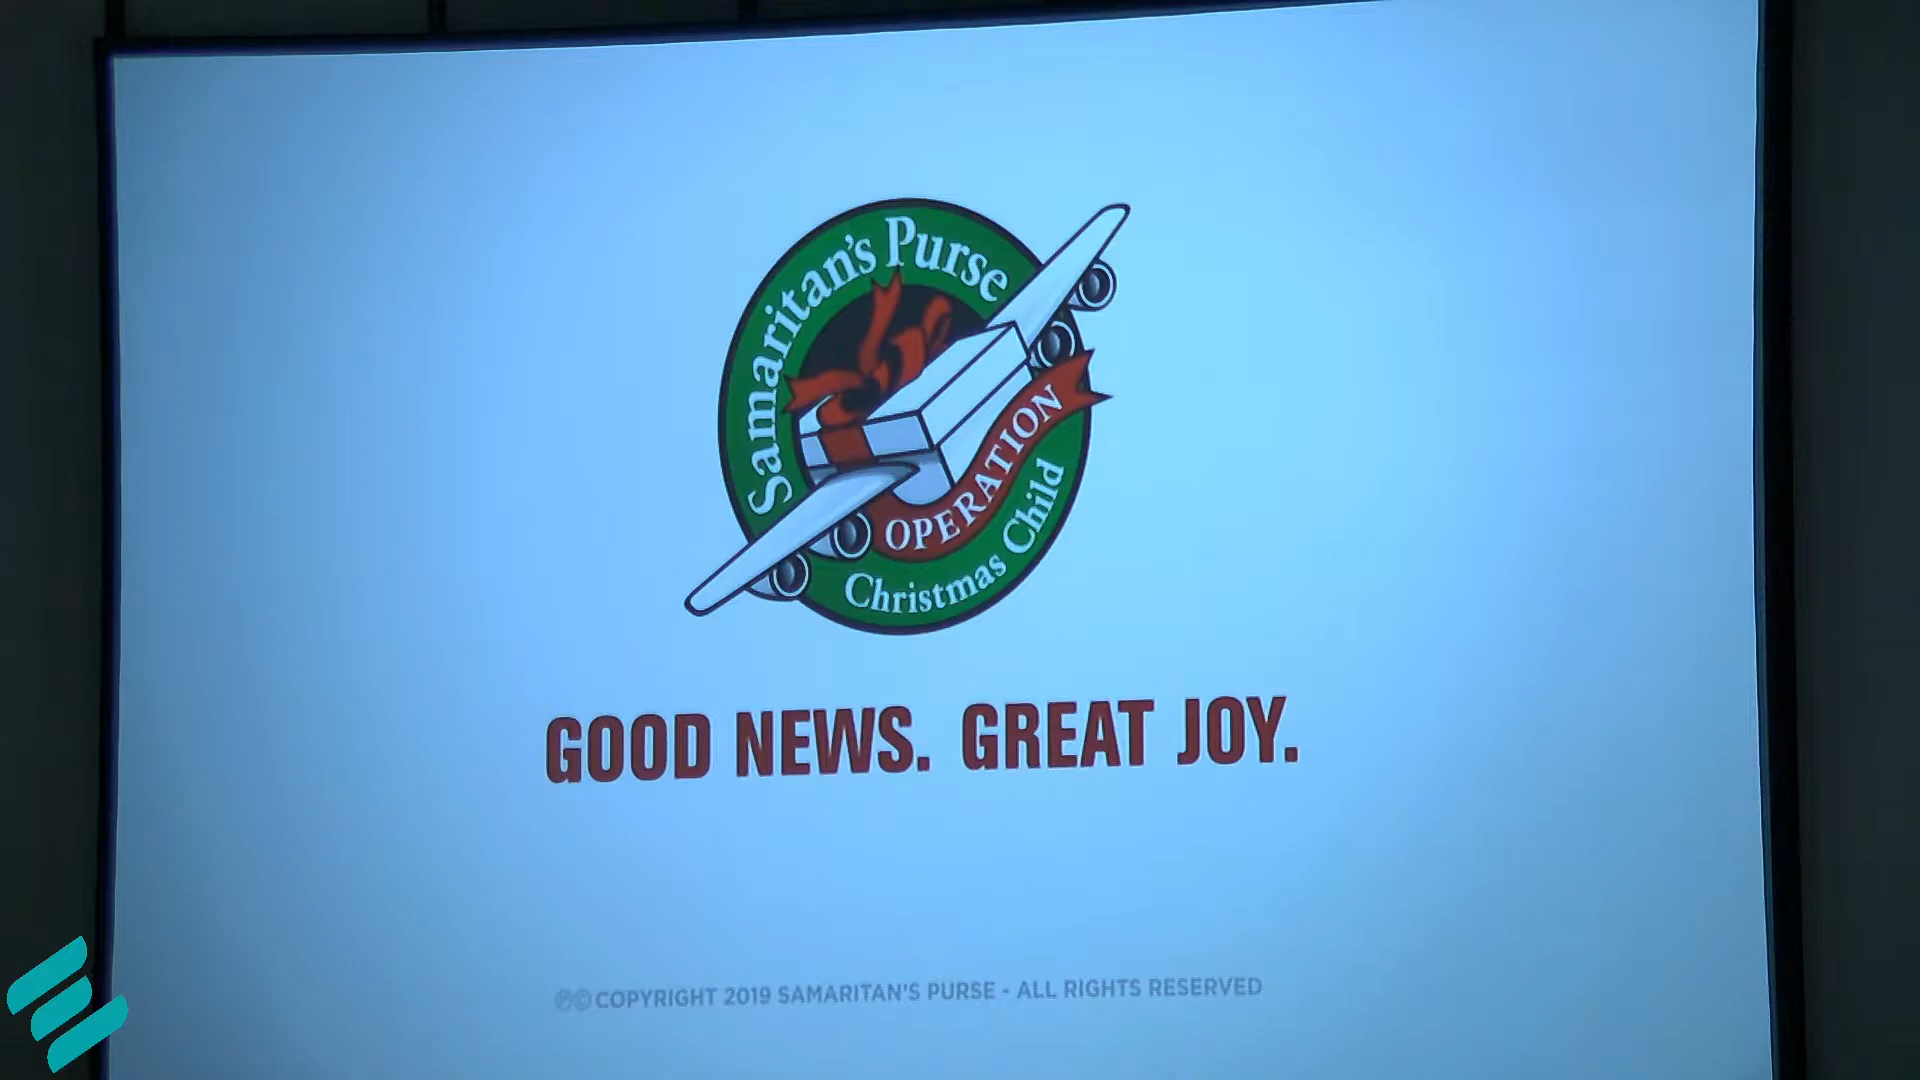 Samaritan's Purse
OPERATION
Christmas Child
GOOD NEWS. GREAT JOY.
℗© COPYRIGHT 2019 SAMARITAN'S PURSE - ALL RIGHTS RESERVED